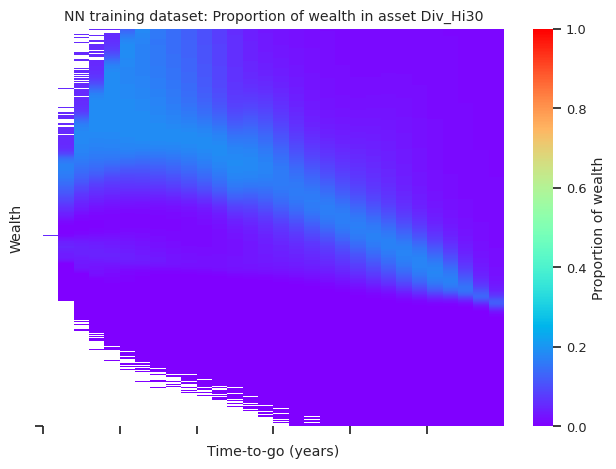 NN training dataset: Proportion of wealth in asset Div_Hi30
Wealth
Time-to-go (years)
1.0
0.8
0.6
0.4
0.2
0.0
Proportion of wealth